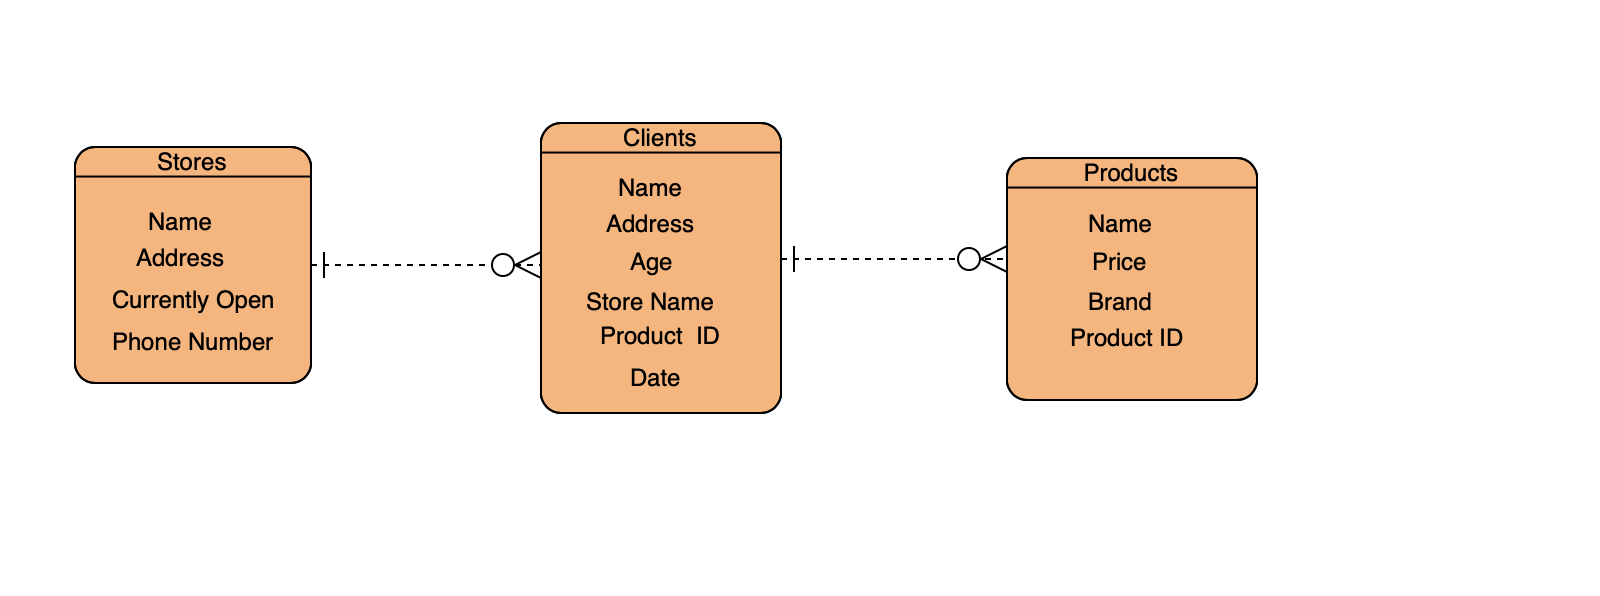 Stores
Name
Address
Currently Open
Phone Number
Clients
Name
Address
Age
Store Name
Product  ID
Date
Products
Name
Price
Brand
Product ID